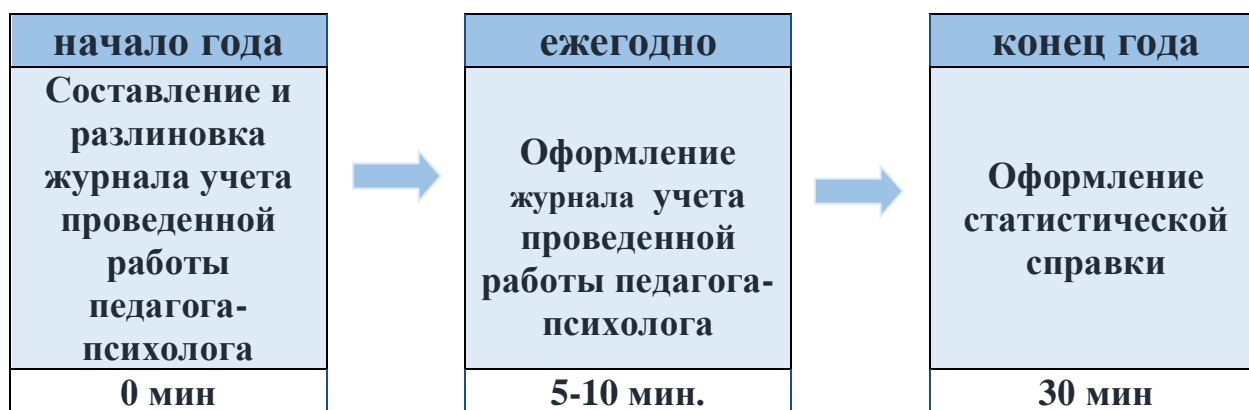 начало года
Составление и
разлиновка
журнала учета
проведенной
работы
педагога-
психолога
0 мин
ежегодно
Оформление
журнала учета
проведенной
работы педагога-
психолога
5-10 мин.
конец года
Оформление
статистической
справки
30 мин